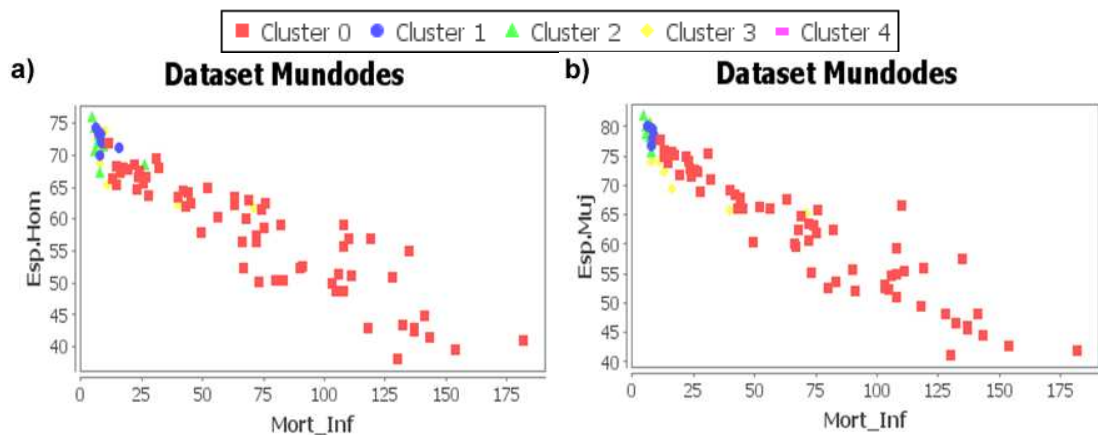 Cluster 0 Cluster 1 Cluster 2 Cluster 3 Cluster 4
a) Dataset Mundodes
75
70
65
60
55
50
45
40
Esp.Hom
0 25 50 75 100 125 150 175
Mort_Inf
b) Dataset Mundodes
80
75
70
65
60
55
50
45
40
Esp.Muj
0 25 50 75 100 125 150 175
Mort_Inf